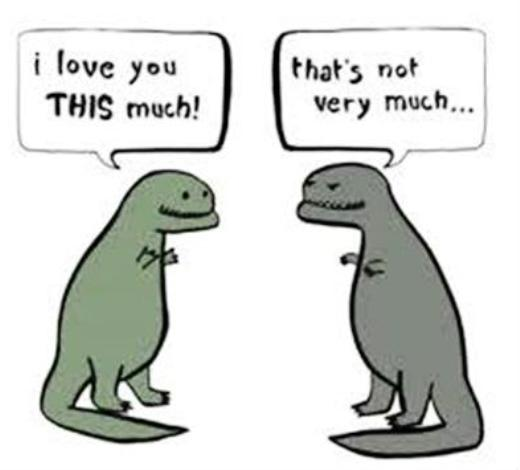 i love you
THIS much!
that's not
very much...